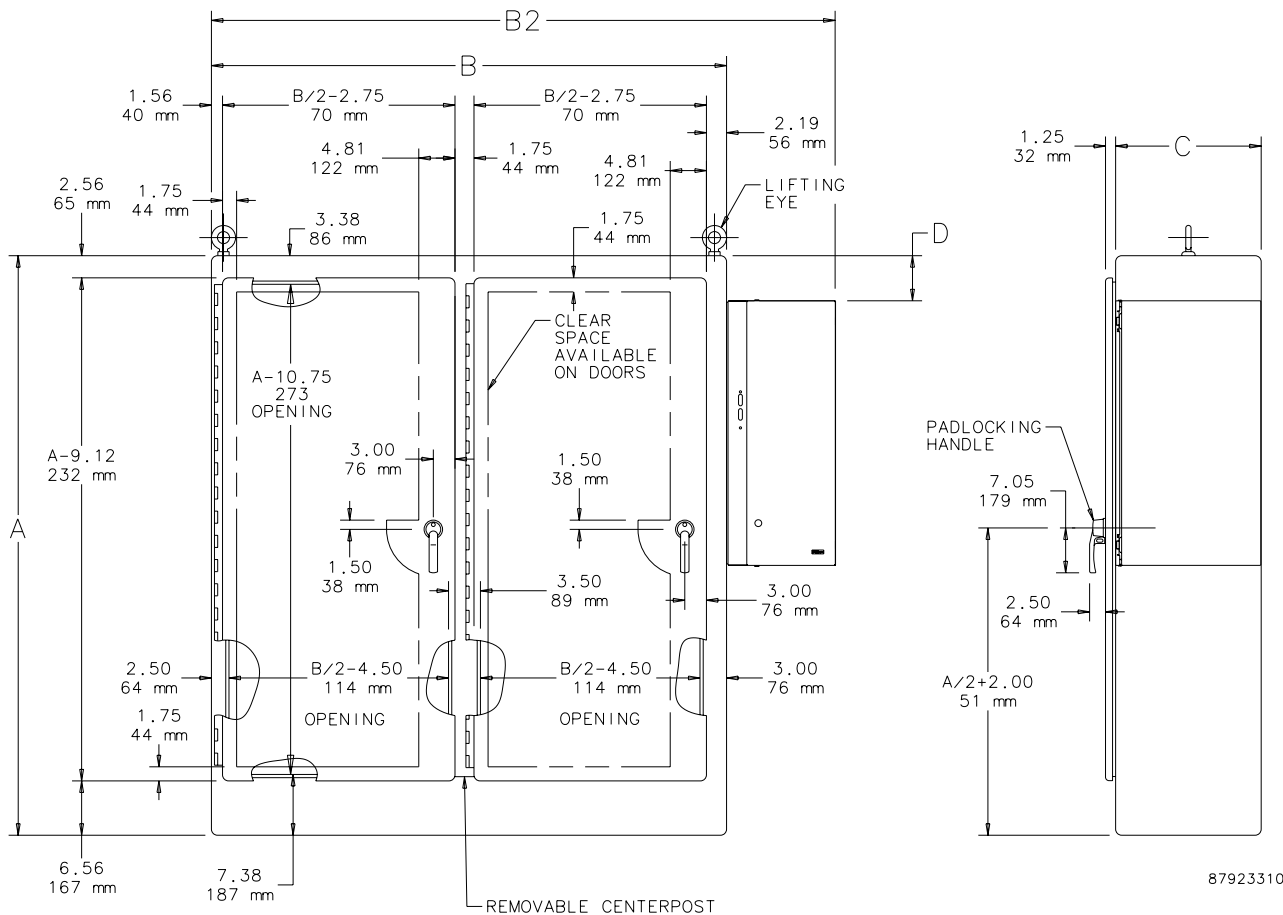 B2
B
1.56
40 mm
B/2-2.75
70 mm
B/2-2.75
70 mm
2.19
56 mm
1.25
32 mm
C
4.81
122 mm
1.75
44 mm
4.81
122 mm
2.56
65 mm
1.75
44 mm
LIFTING
EYE
3.38
86 mm
1.75
44 mm
D
CLEAR
SPACE
AVAILABLE
ON DOORS
A-10.75
273
OPENING
PADLOCKING
HANDLE
A-9.12
232 mm
3.00
76 mm
1.50
38 mm
7.05
179 mm
A
1.50
38 mm
3.50
89 mm
3.00
76 mm
2.50
64 mm
2.50
64 mm
B/2-4.50
114 mm
OPENING
B/2-4.50
114 mm
OPENING
3.00
76 mm
A/2+2.00
51 mm
1.75
44 mm
6.56
167 mm
7.38
187 mm
REMOVABLE CENTERPOST
87923310